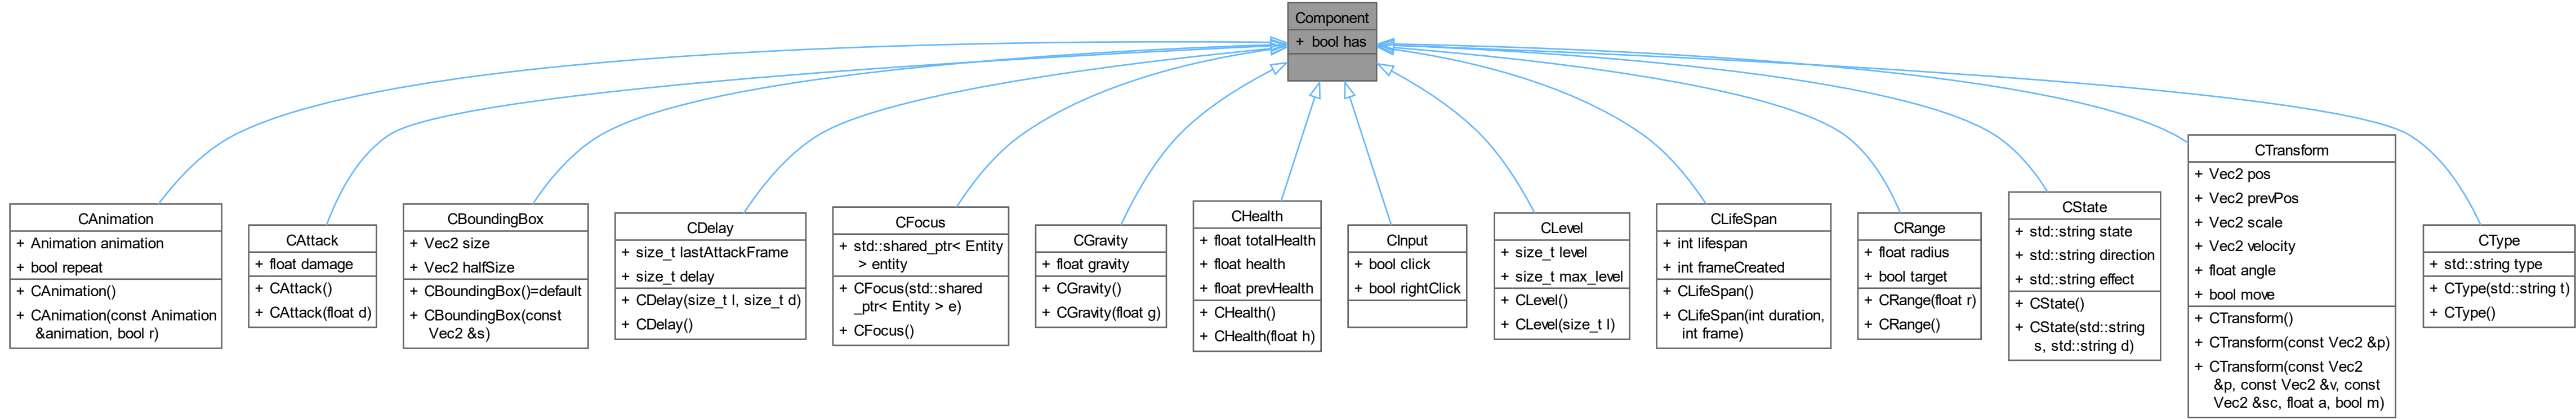 Component
+ bool has
CAnimation
+ Animation animation
+ bool repeat
+ CAnimation()
+ CAnimation(const Animation
&animation, bool r)
CAttack
+ float damage
+ CAttack()
+ CAttack(float d)
CBoundingBox
+ Vec2 size
+ Vec2 halfSize
+ CBoundingBox()=default
+ CBoundingBox(const
Vec2 &s)
CDelay
+ size_t lastAttackFrame
+ size_t delay
+ CDelay(size_t l, size_t d)
+ CDelay()
CFocus
+ std::shared_ptr< Entity
> entity
+ CFocus(std::shared
_ptr< Entity > e)
+ CFocus()
CGravity
+ float gravity
+ CGravity()
+ CGravity(float g)
CHealth
+ float totalHealth
+ float health
+ float prevHealth
+ CHealth()
+ CHealth(float h)
CInput
+ bool click
+ bool rightClick
CLevel
+ size_t level
+ size_t max_level
+ CLevel()
+ CLevel(size_t l)
CLifeSpan
+ int lifespan
+ int frameCreated
+ CLifeSpan()
+ CLifeSpan(int duration,
int frame)
CRange
+ float radius
+ bool target
+ CRange(float r)
+ CRange()
CState
+ std::string state
+ std::string direction
+ std::string effect
+ CState()
+ CState(std::string
s, std::string d)
CTransform
+ Vec2 pos
+ Vec2 prevPos
+ Vec2 scale
+ Vec2 velocity
+ float angle
+ bool move
+ CTransform()
+ CTransform(const Vec2 &p)
+ CTransform(const Vec2
&p, const Vec2 &v, const
Vec2 &sc, float a, bool m)
CType
+ std::string type
+ CType(std::string t)
+ CType()